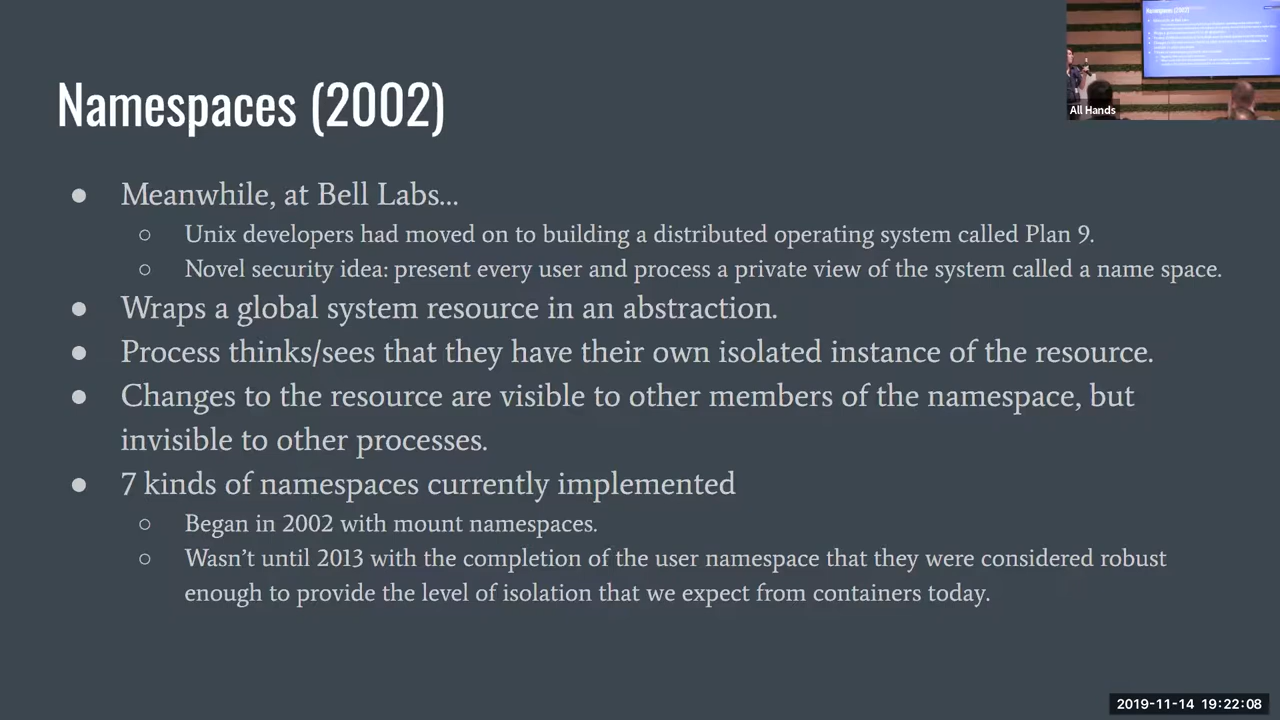 Namespaces (2002)
All Hands
● Meanwhile, at Bell Labs...
○ Unix developers had moved on to building a distributed operating system called Plan 9.
○ Novel security idea: present every user and process a private view of the system called a name space.
● Wraps a global system resource in an abstraction.
● Process thinks/sees that they have their own isolated instance of the resource.
● Changes to the resource are visible to other members of the namespace, but
invisible to other processes.
● 7 kinds of namespaces currently implemented
○ Began in 2002 with mount namespaces.
○ Wasn’t until 2013 with the completion of the user namespace that they were considered robust
enough to provide the level of isolation that we expect from containers today.
2019-11-14 19:22:08